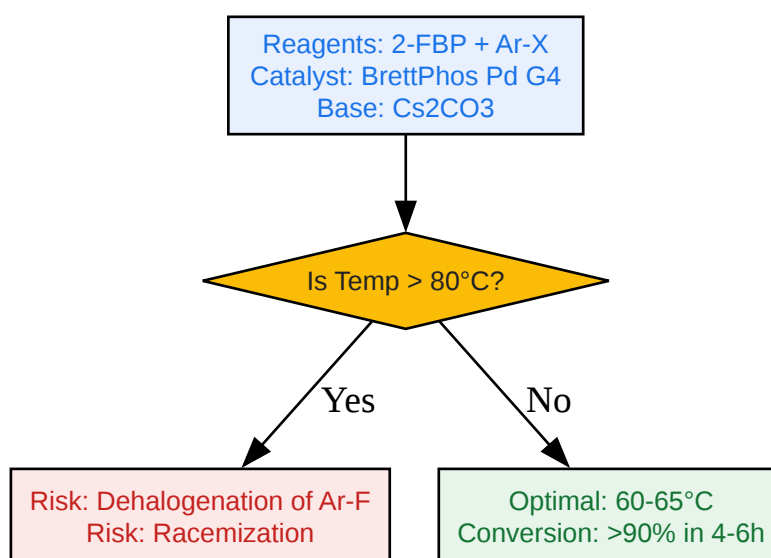 Reagents: 2-FBP + Ar-X
Catalyst: BrettPhos Pd G4
Base: Cs2CO3
Is Temp > 80°C?
Yes
No
Risk: Dehalogenation of Ar-F
Risk: Racemization
Optimal: 60-65°C
Conversion: >90% in 4-6h